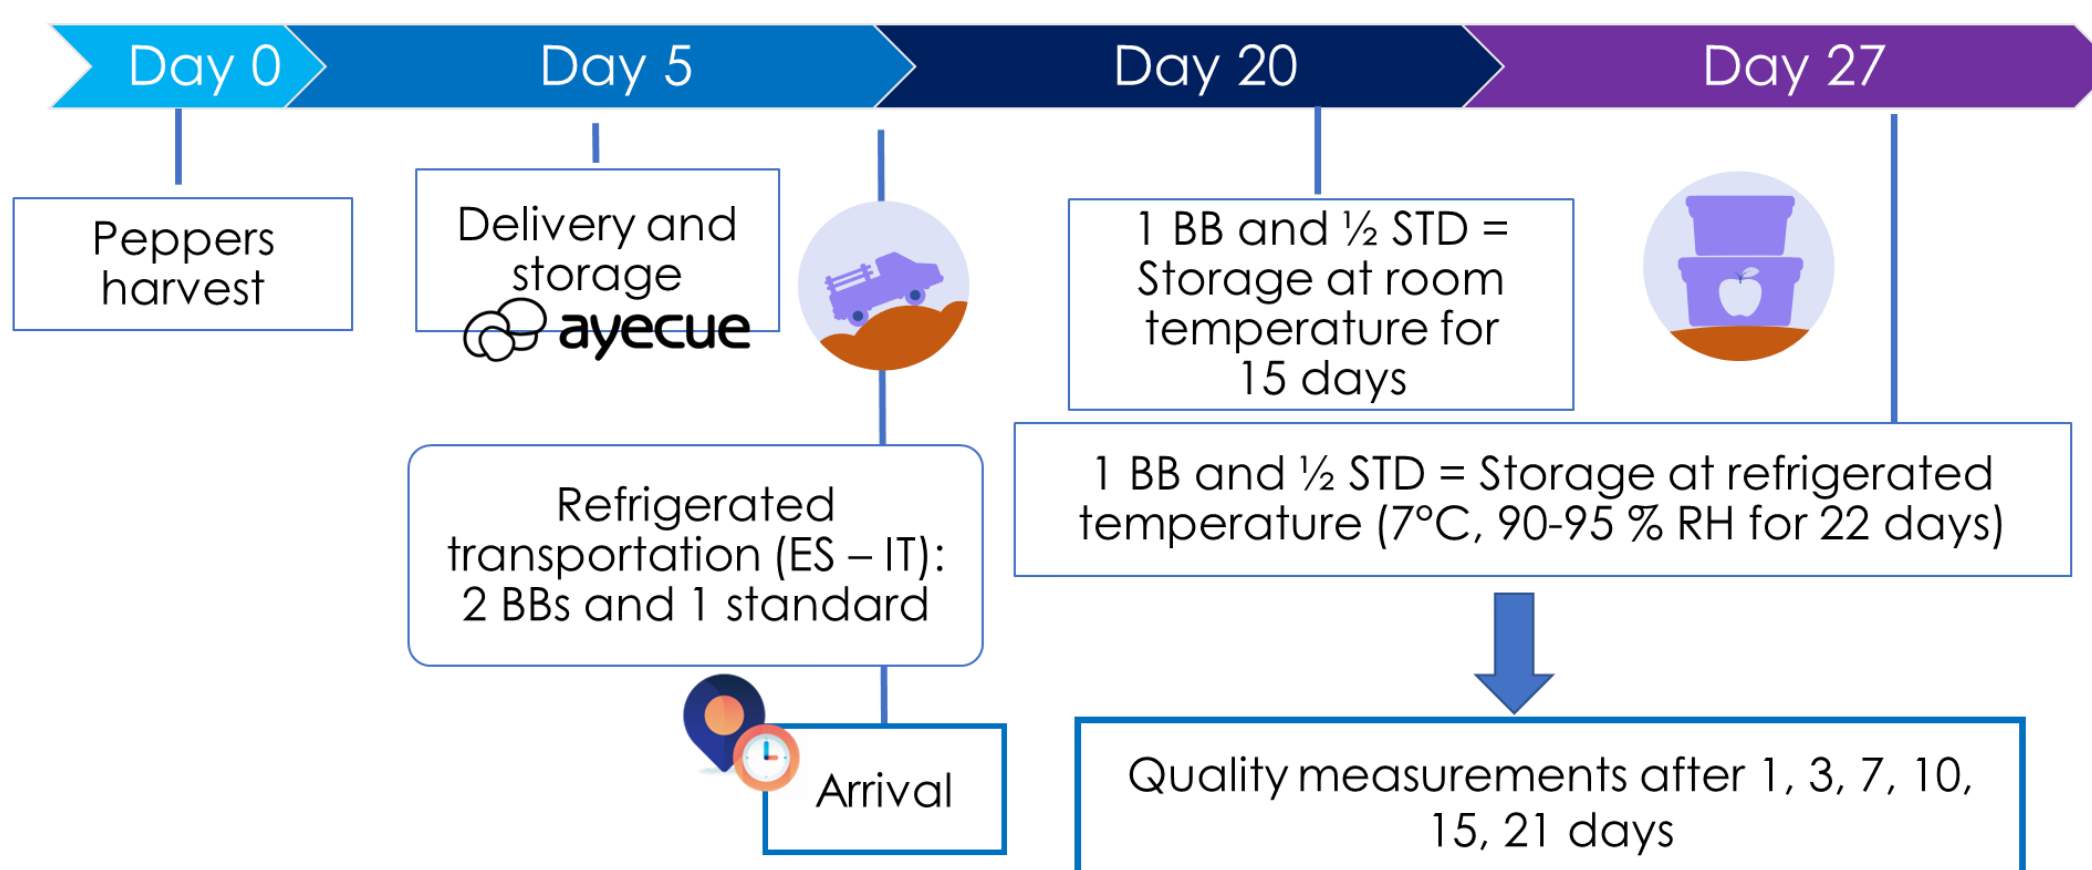 Day 0
Day 5
Day 20
Day 27
Peppers
harvest
Delivery and
storage
ayecue
Refrigerated
transportation (ES – IT):
2 BBs and 1 standard
Arrival
1 BB and ½ STD =
Storage at room
temperature for
15 days
1 BB and ½ STD = Storage at refrigerated
temperature (7°C, 90-95 % RH for 22 days)
Quality measurements after 1, 3, 7, 10,
15, 21 days